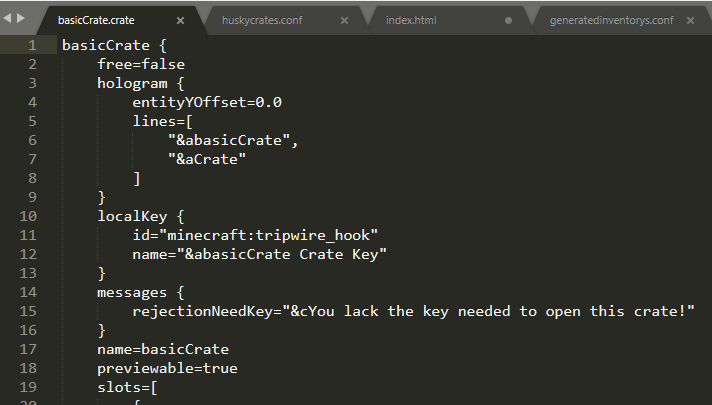 basicCrate.crate
huskycrates.conf
index.html
generatedinventorys.conf
1 basicCrate {
2 free=false
3 hologram {
4 entityYOffset=0.0
5 lines=[
6 "&abasicCrate",
7 "&aCrate"
8 ]
9 }
10 localKey {
11 id="minecraft:tripwire_hook"
12 name="&abasicCrate Crate Key"
13 }
14 messages {
15 rejectionNeedKey="&cYou lack the key needed to open this crate!"
16 }
17 name=basicCrate
18 previewable=true
19 slots=[